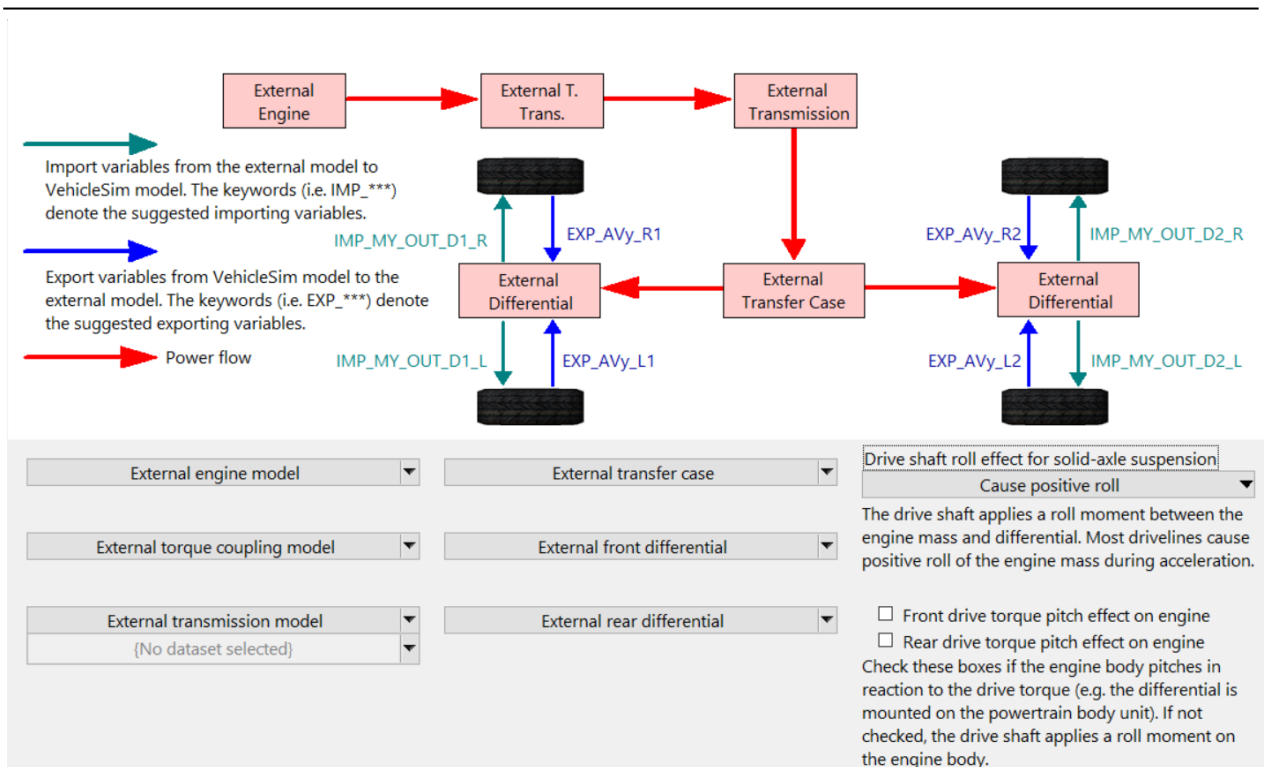 External
Engine
External T.
Trans.
External
Transmission
Import variables from the external model to
VehicleSim model. The keywords (i.e. IMP_***)
denote the suggested importing variables.
IMP_MY_OUT_D1_R
EXP_AVy_R1
EXP_AVy_R2
IMP_MY_OUT_D2_R
Export variables from VehicleSim model to the
external model. The keywords (i.e. EXP_***) denote
the suggested exporting variables.
External
Differential
External
Transfer Case
External
Differential
Power flow
IMP_MY_OUT_D1_L
EXP_AVy_L1
EXP_AVy_L2
IMP_MY_OUT_D2_L
External engine model
External transfer case
External torque coupling model
External front differential
External transmission model
{No dataset selected}
External rear differential
Drive shaft roll effect for solid-axle suspension
Cause positive roll
The drive shaft applies a roll moment between the
engine mass and differential. Most drivelines cause
positive roll of the engine mass during acceleration.
Front drive torque pitch effect on engine
Rear drive torque pitch effect on engine
Check these boxes if the engine body pitches in
reaction to the drive torque (e.g. the differential is
mounted on the powertrain body unit). If not
checked, the drive shaft applies a roll moment on
the engine body.